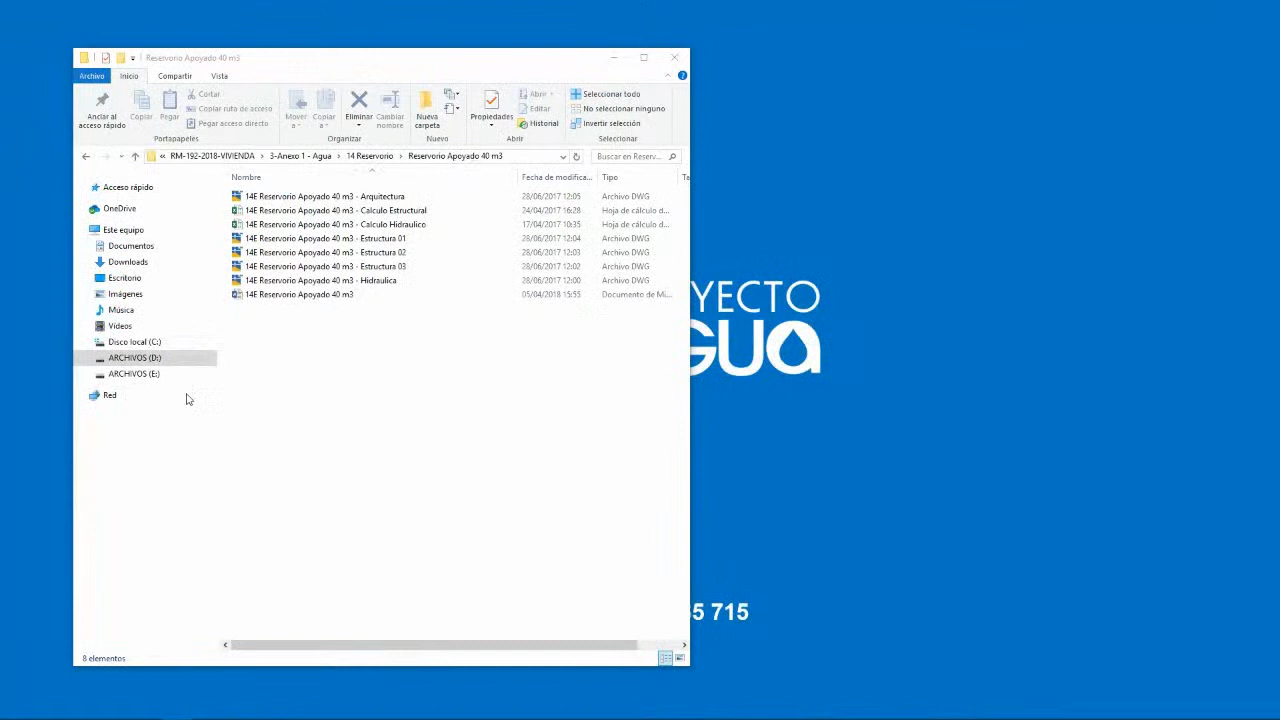 Reservorio Apoyado 40 m3
Archivo Inicio Compartir Vista
Anclar al acceso rápido
Copiar
Pegar
Cortar
Copiar ruta de acceso
Pegar acceso directo
Portapapeles
Mover a
Copiar a
Eliminar
Cambiar nombre
Organizar
Nueva carpeta
Nuevo
Propiedades
Abrir
Editar
Historial
Abrir
Seleccionar todo
No seleccionar ninguno
Invertir selección
Seleccionar
« RM-192-2018-VIVIENDA > 3-Anexo 1 - Agua > 14 Reservorio > Reservorio Apoyado 40 m3
Buscar en Reserv...
Acceso rápido
OneDrive
Este equipo
Documentos
Downloads
Escritorio
Imágenes
Música
Vídeos
Disco local (C:)
ARCHIVOS (D:)
ARCHIVOS (E:)
Red
Nombre Fecha de modifica... Tipo Ta
14E Reservorio Apoyado 40 m3 - Arquitectura 28/06/2017 12:05 Archivo DWG
14E Reservorio Apoyado 40 m3 - Calculo Estructural 24/04/2017 16:28 Hoja de cálculo d...
14E Reservorio Apoyado 40 m3 - Calculo Hidraulico 17/04/2017 10:35 Hoja de cálculo d...
14E Reservorio Apoyado 40 m3 - Estructura 01 28/06/2017 12:04 Archivo DWG
14E Reservorio Apoyado 40 m3 - Estructura 02 28/06/2017 12:03 Archivo DWG
14E Reservorio Apoyado 40 m3 - Estructura 03 28/06/2017 12:02 Archivo DWG
14E Reservorio Apoyado 40 m3 - Hidraulica 28/06/2017 12:00 Archivo DWG
14E Reservorio Apoyado 40 m3 05/04/2018 15:55 Documento de Mi...
8 elementos
YECTO
GUA
5 715